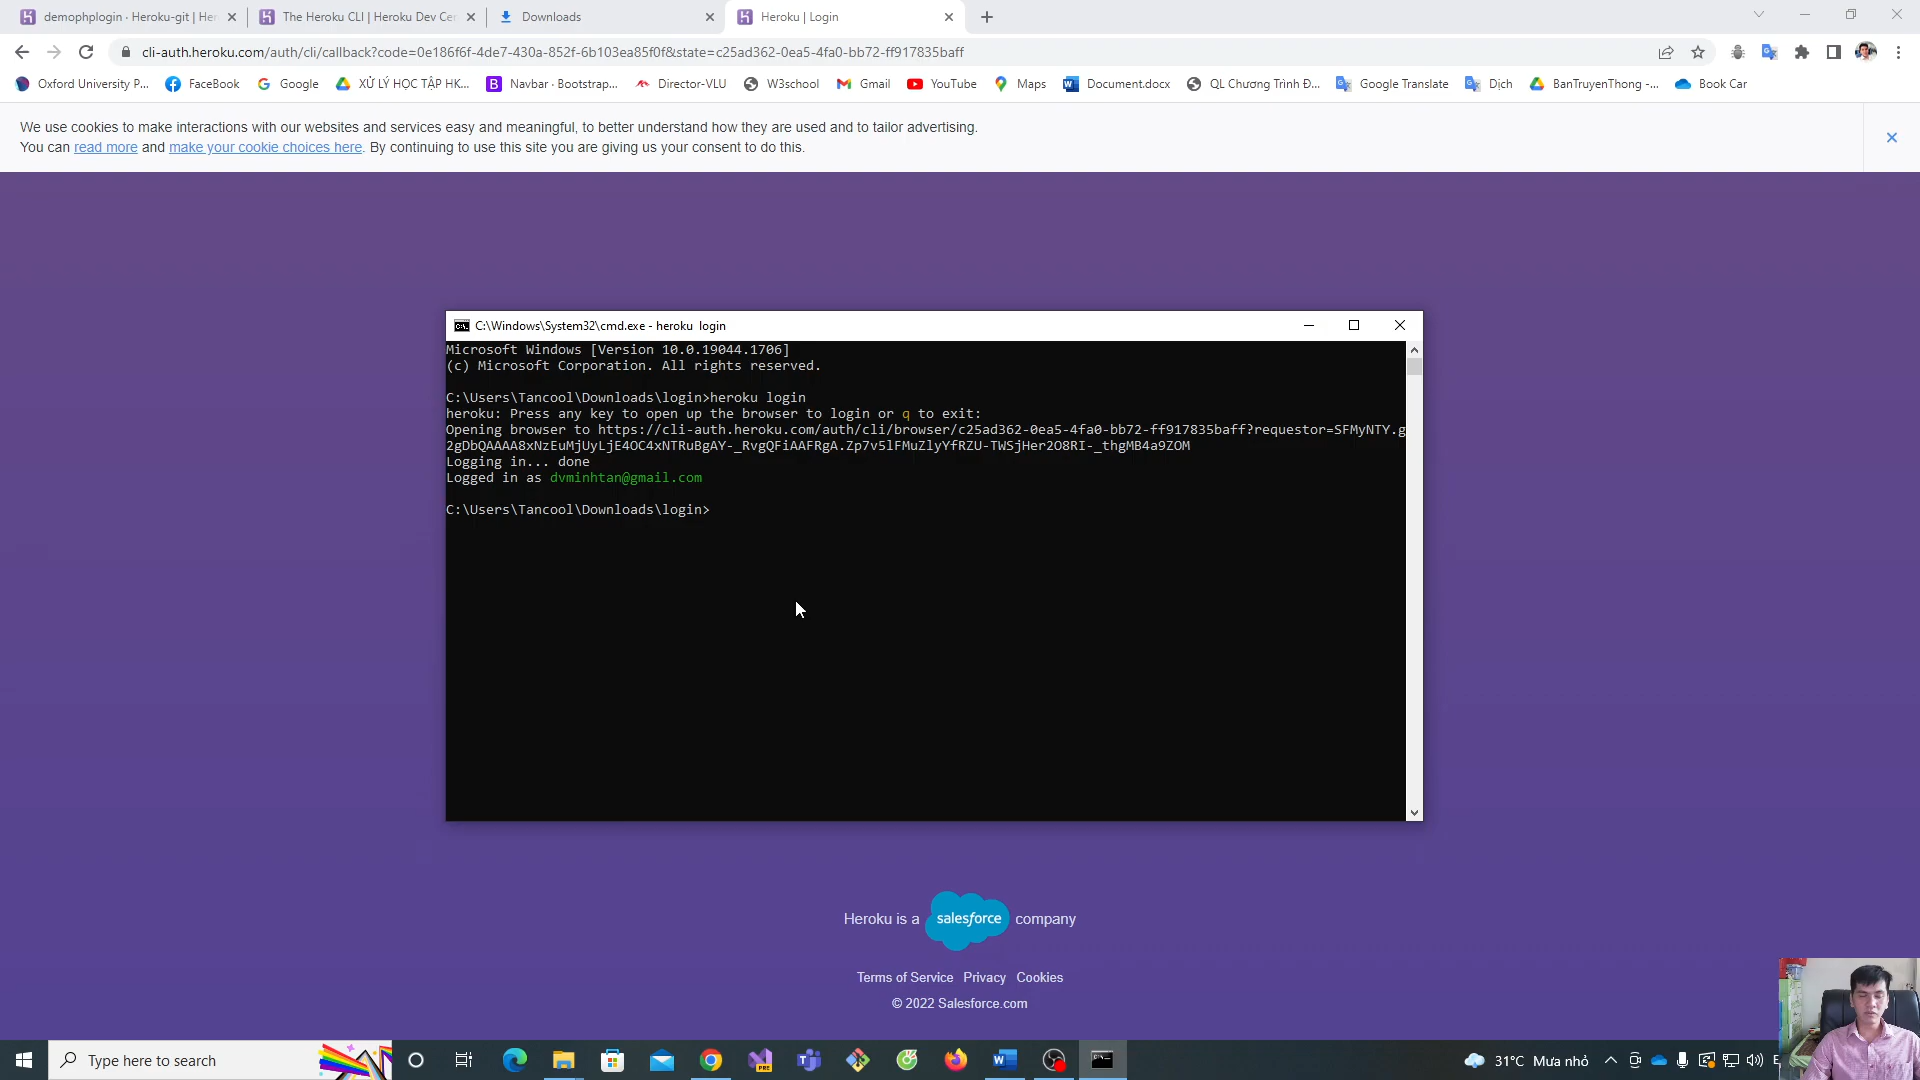 demophplogin · Heroku-git | Her
The Heroku CLI | Heroku Dev Cen
Downloads
Heroku | Login
cli-auth.heroku.com/auth/cli/callback?code=0e186f6f-4de7-430a-852f-6b103ea85f0f&state=c25ad362-0ea5-4fa0-bb72-ff917835baff
Oxford University P...
FaceBook
Google
XỬ LÝ HỌC TẬP HK...
Navbar · Bootstrap...
Director-VLU
W3school
Gmail
YouTube
Maps
Document.docx
QL Chương Trình Đ...
Google Translate
Dịch
BanTruyenThong -...
Book Car
We use cookies to make interactions with our websites and services easy and meaningful, to better understand how they are used and to tailor advertising.
You can read more and make your cookie choices here. By continuing to use this site you are giving us your consent to do this.
C:\Windows\System32\cmd.exe - heroku login
Microsoft Windows [Version 10.0.19044.1706]
(c) Microsoft Corporation. All rights reserved.
C:\Users\Tancool\Downloads\login>heroku login
heroku: Press any key to open up the browser to login or q to exit:
Opening browser to https://cli-auth.heroku.com/auth/cli/browser/c25ad362-0ea5-4fa0-bb72-ff917835baff?requestor=SFMyNTY.g
2gDbQAAAA8xNzEuMjUyLjE4OC4xNTRuBgAY-_RvgQFiAAFRgA.Zp7v5lFMuZlyYfRZU-TWSjHer2O8RI-_thgMB4a9ZOM
Logging in... done
Logged in as dvminhtan@gmail.com
C:\Users\Tancool\Downloads\login>
Heroku is a salesforce company
Terms of Service Privacy Cookies
© 2022 Salesforce.com
Type here to search
31°C Mưa nhỏ